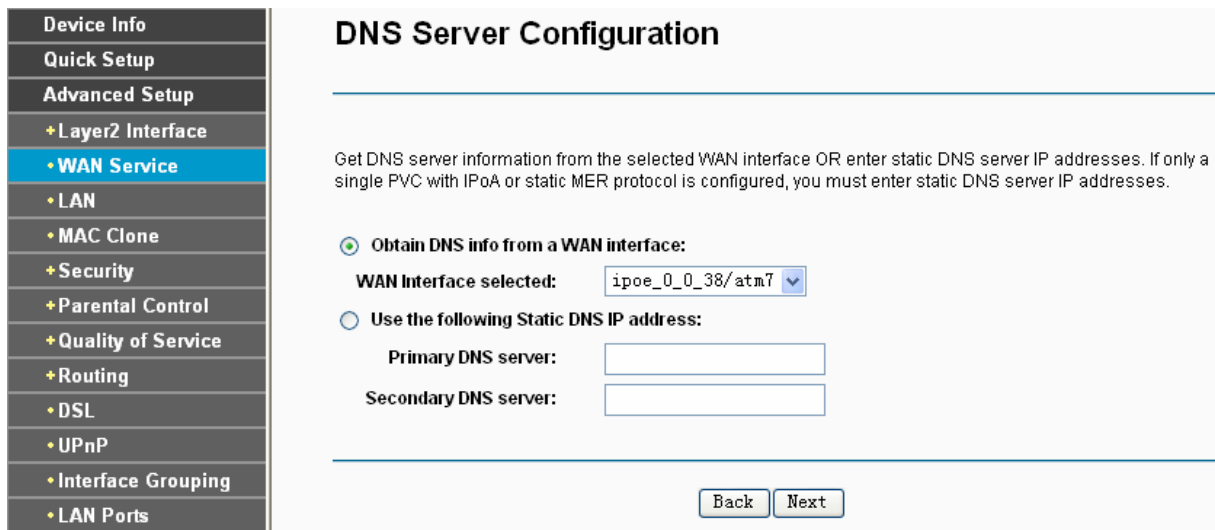 Device Info
Quick Setup
Advanced Setup
+Layer2 Interface
•WAN Service
•LAN
•MAC Clone
+Security
+Parental Control
+Quality of Service
+Routing
•DSL
•UPnP
•Interface Grouping
•LAN Ports
DNS Server Configuration
Get DNS server information from the selected WAN interface OR enter static DNS server IP addresses. If only a
single PVC with IPoA or static MER protocol is configured, you must enter static DNS server IP addresses.
Obtain DNS info from a WAN interface:
WAN Interface selected: ipoe_0_0_38/atm7
Use the following Static DNS IP address:
Primary DNS server:
Secondary DNS server:
Back Next